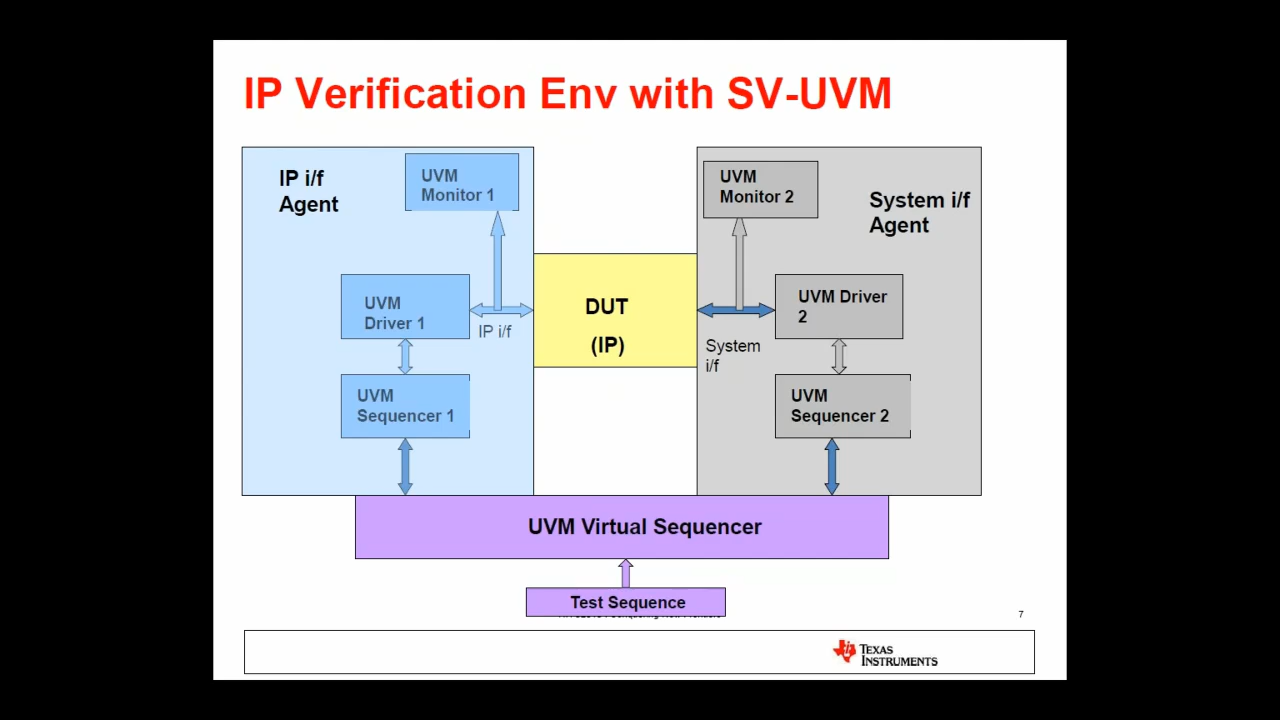 IP Verification Env with SV-UVM
IP i/f
Agent
UVM
Monitor 1
UVM
Driver 1
IP i/f
UVM
Sequencer 1
DUT
(IP)
UVM
Monitor 2
System i/f
Agent
UVM Driver
2
System
i/f
UVM
Sequencer 2
UVM Virtual Sequencer
Test Sequence
7
TEXAS
INSTRUMENTS